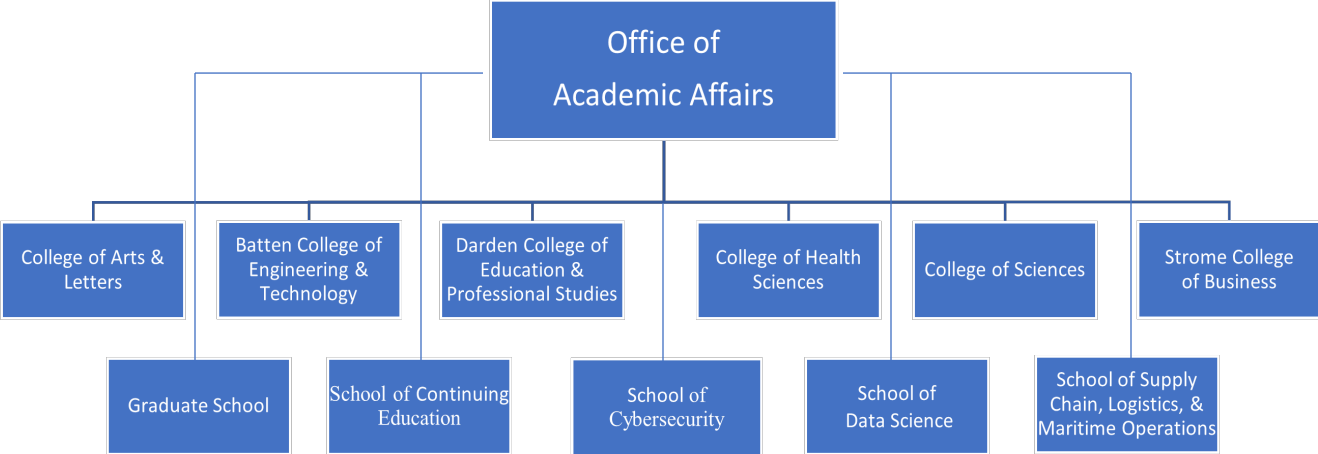 Office of
Academic Affairs
College of Arts &
Letters
Batten College of
Engineering &
Technology
Darden College of
Education &
Professional Studies
College of Health
Sciences
College of Sciences
Strome College
of Business
Graduate School
School of Continuing
Education
School of
Cybersecurity
School of
Data Science
School of Supply
Chain, Logistics, &
Maritime Operations